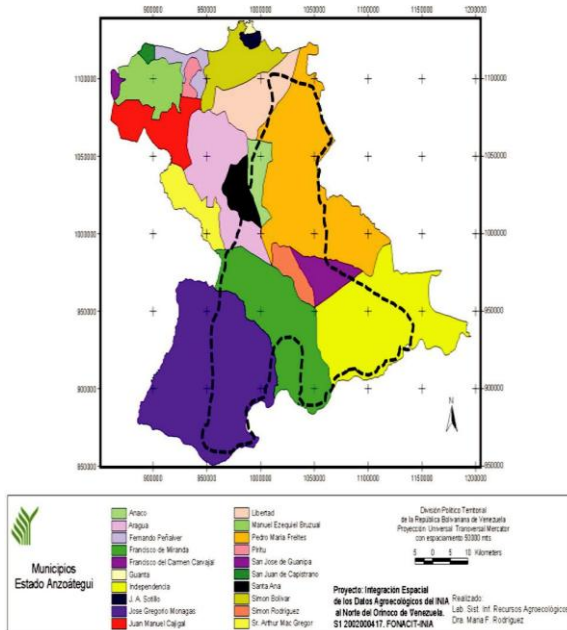 900000 950000 1000000 1050000 1100000 1150000 1200000
1100000 1100000
1050000 1050000
1000000 1000000
950000 950000
900000 900000
850000
900000 950000 1000000 1050000 1100000 1150000 1200000
N
Municipios
Estado Anzoátegui
Anaco
Aragua
Fernando Peñalver
Francisco de Miranda
Francisco del Carmen Carvajal
Guanta
Independencia
J. A. Sotillo
Jose Gregorio Monagas
Juan Manuel Cajigal
Libertad
Manuel Ezequiel Bruzual
Pedro Maria Freites
Piritu
San Jose de Guanipa
San Juan de Capistrano
Santa Ana
Simon Bolivar
Simon Rodriguez
Sir. Arthur Mac Gregor
División Politico Territorial
de la República Bolivariana de Venezuela.
Proyección Universal Transversal Mercator
con espaciamiento 50000 mts
5 0 5 10 Kilometers
Proyecto: Integración Espacial
de los Datos Agroecológicos del INIA
al Norte del Orinoco de Venezuela.
S1 2002000417. FONACIT-INIA
Realizado:
Lab. Sist. Inf. Recursos Agroecológicos
Dra. Maria F. Rodriguez